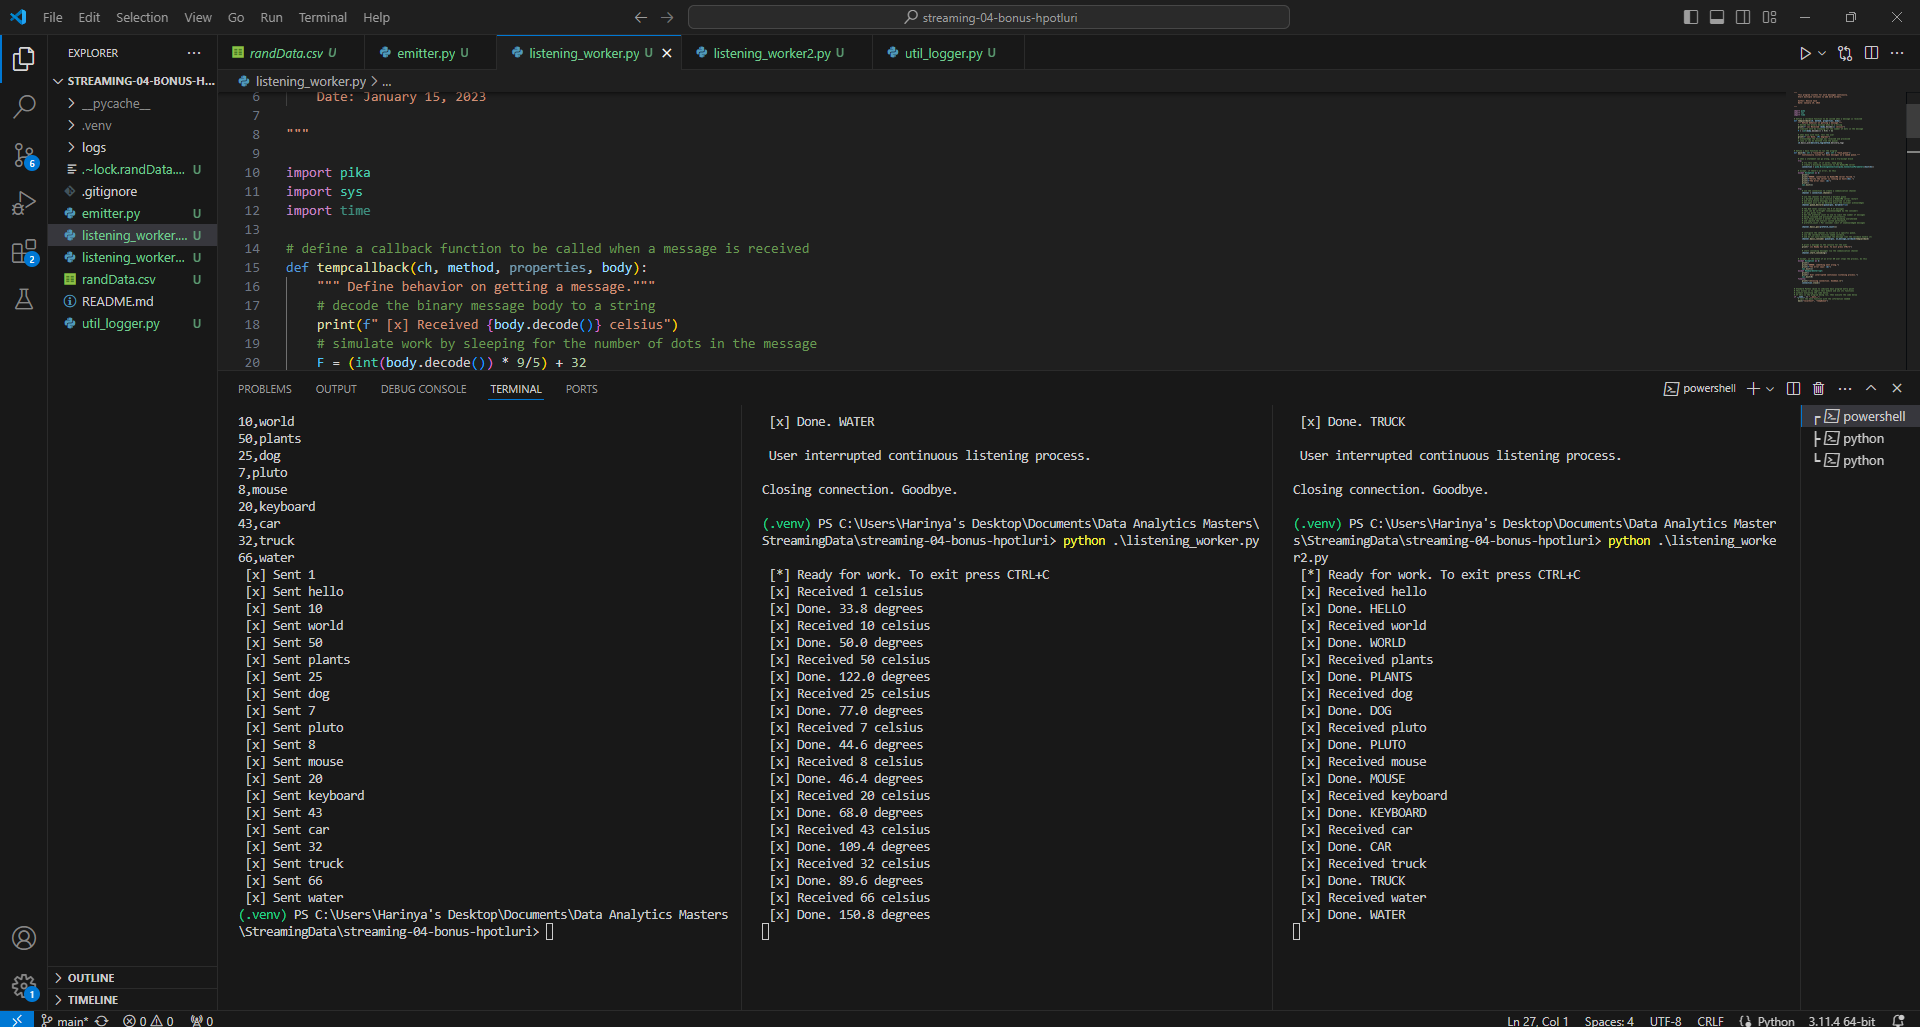 File Edit Selection View Go Run Terminal Help
streaming-04-bonus-hpotluri
EXPLORER
STREAMING-04-BONUS-H...
__pycache__
.venv
logs
.~lock.randData.... U
.gitignore
emitter.py U
listening_worker.... U
listening_worker... U
randData.csv U
README.md
util_logger.py U
OUTLINE
TIMELINE
6
2
1
randData.csv U emitter.py U listening_worker.py U listening_worker2.py U util_logger.py U
listening_worker.py > ...
6 Date: January 15, 2023
7
8 """
9
10 import pika
11 import sys
12 import time
13
14 # define a callback function to be called when a message is received
15 def tempcallback(ch, method, properties, body):
16 """ Define behavior on getting a message."""
17 # decode the binary message body to a string
18 print(f" [x] Received {body.decode()} celsius")
19 # simulate work by sleeping for the number of dots in the message
20 F = (int(body.decode()) * 9/5) + 32
PROBLEMS OUTPUT DEBUG CONSOLE TERMINAL PORTS
powershell
10,world
50,plants
25,dog
7,pluto
8,mouse
20,keyboard
43,car
32,truck
66,water
[x] Sent 1
[x] Sent hello
[x] Sent 10
[x] Sent world
[x] Sent 50
[x] Sent plants
[x] Sent 25
[x] Sent dog
[x] Sent 7
[x] Sent pluto
[x] Sent 8
[x] Sent mouse
[x] Sent 20
[x] Sent keyboard
[x] Sent 43
[x] Sent car
[x] Sent 32
[x] Sent truck
[x] Sent 66
[x] Sent water
(.venv) PS C:\Users\Harinya's Desktop\Documents\Data Analytics Masters
\StreamingData\streaming-04-bonus-hpotluri>
[x] Done. WATER
User interrupted continuous listening process.
Closing connection. Goodbye.
(.venv) PS C:\Users\Harinya's Desktop\Documents\Data Analytics Masters\
StreamingData\streaming-04-bonus-hpotluri> python .\listening_worker.py
[*] Ready for work. To exit press CTRL+C
[x] Received 1 celsius
[x] Done. 33.8 degrees
[x] Received 10 celsius
[x] Done. 50.0 degrees
[x] Received 50 celsius
[x] Done. 122.0 degrees
[x] Received 25 celsius
[x] Done. 77.0 degrees
[x] Received 7 celsius
[x] Done. 44.6 degrees
[x] Received 8 celsius
[x] Done. 46.4 degrees
[x] Received 20 celsius
[x] Done. 68.0 degrees
[x] Received 43 celsius
[x] Done. 109.4 degrees
[x] Received 32 celsius
[x] Done. 89.6 degrees
[x] Received 66 celsius
[x] Done. 150.8 degrees
[x] Done. TRUCK
User interrupted continuous listening process.
Closing connection. Goodbye.
(.venv) PS C:\Users\Harinya's Desktop\Documents\Data Analytics Master
s\StreamingData\streaming-04-bonus-hpotluri> python .\listening_worke
r2.py
[*] Ready for work. To exit press CTRL+C
[x] Received hello
[x] Done. HELLO
[x] Received world
[x] Done. WORLD
[x] Received plants
[x] Done. PLANTS
[x] Received dog
[x] Done. DOG
[x] Received pluto
[x] Done. PLUTO
[x] Received mouse
[x] Done. MOUSE
[x] Received keyboard
[x] Done. KEYBOARD
[x] Received car
[x] Done. CAR
[x] Received truck
[x] Done. TRUCK
[x] Received water
[x] Done. WATER
powershell
python
python
main* 0 0 0 Ln 27, Col 1 Spaces: 4 UTF-8 CRLF {} Python 3.11.4 64-bit